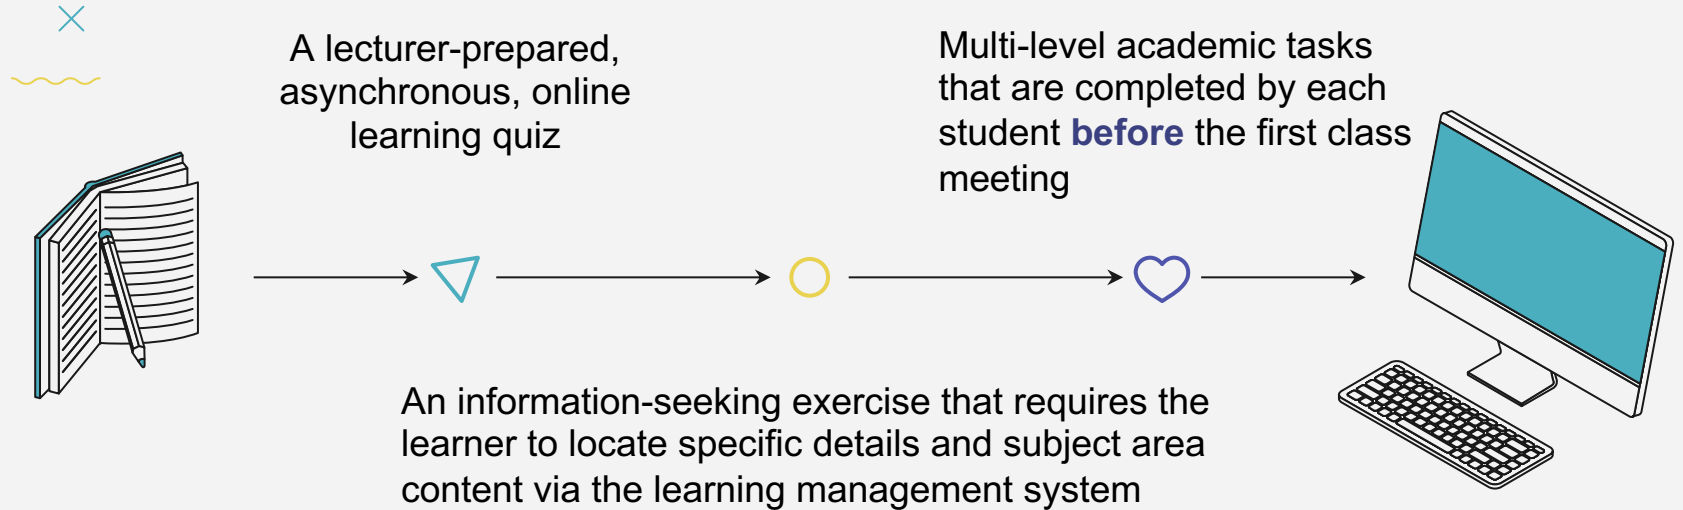 A lecturer-prepared,
asynchronous, online
learning quiz
An information-seeking exercise that requires the
learner to locate specific details and subject area
content via the learning management system
Multi-level academic tasks
that are completed by each
student before the first class
meeting